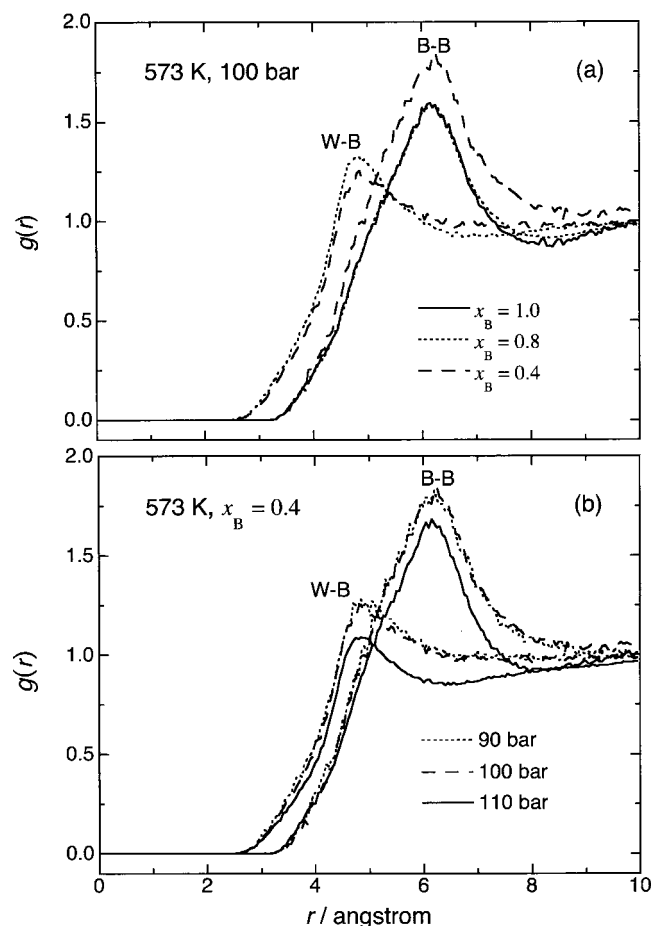 2.0
B-B
573 K, 100 bar
(a)
1.5
W-B
1.0
g(r)
x_B = 1.0
0.5
x_B = 0.8
x_B = 0.4
0.0
2.0
B-B
573 K, x_B = 0.4
(b)
1.5
W-B
1.0
g(r)
90 bar
0.5
100 bar
110 bar
0.0
0 2 4 6 8 10
r / angstrom